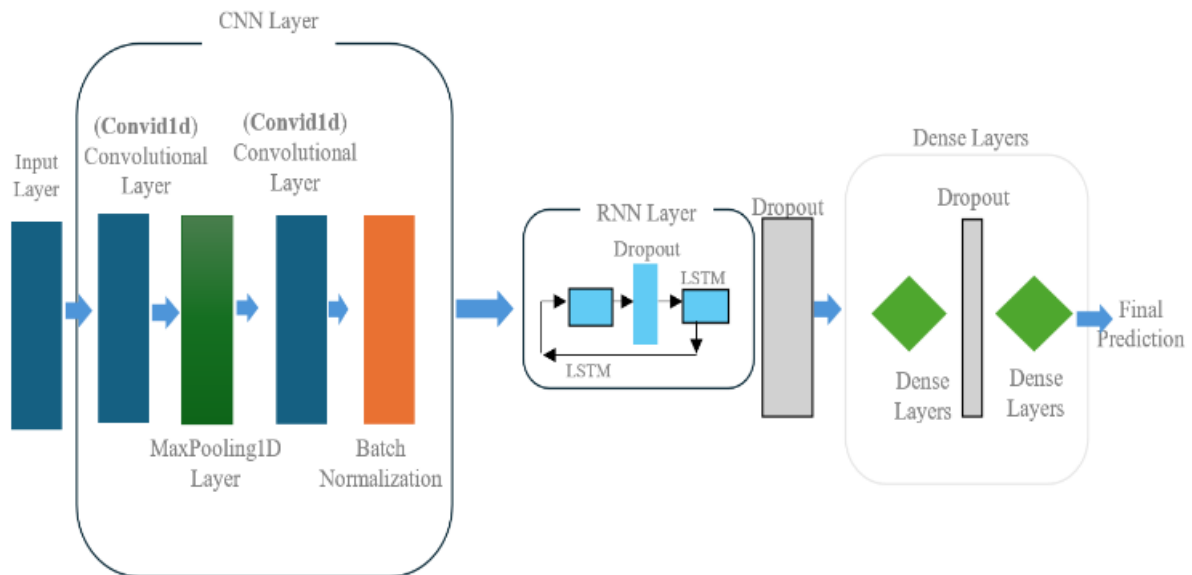 CNN Layer
Input
Layer
(Convid1d)
Convolutional
Layer
MaxPooling1D
Layer
(Convid1d)
Convolutional
Layer
Batch
Normalization
RNN Layer
Dropout
LSTM
LSTM
Dropout
Dense Layers
Dropout
Dense
Layers
Dense
Layers
Final
Prediction